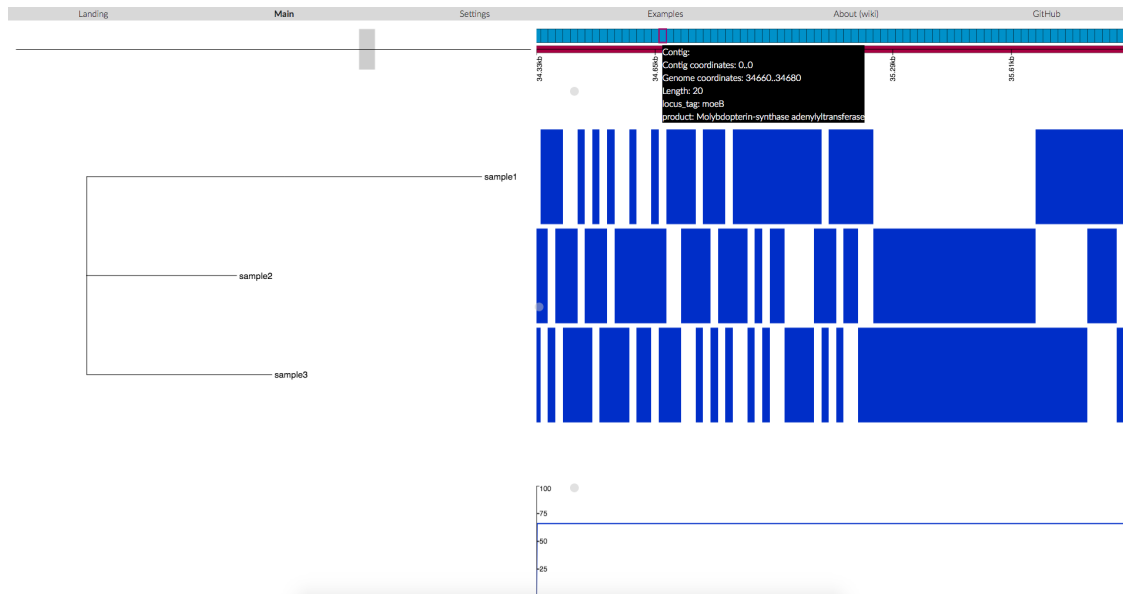 Landing Main Settings Examples About (wiki) GitHub
34.33kb 34.65kb 35.29kb 35.61kb
Contig:
Contig coordinates: 0..0
Genome coordinates: 34660..34680
Length: 20
locus_tag: moeB
product: Molybdopterin-synthase adenylyltransferase
sample1
sample2
sample3
100
75
50
25